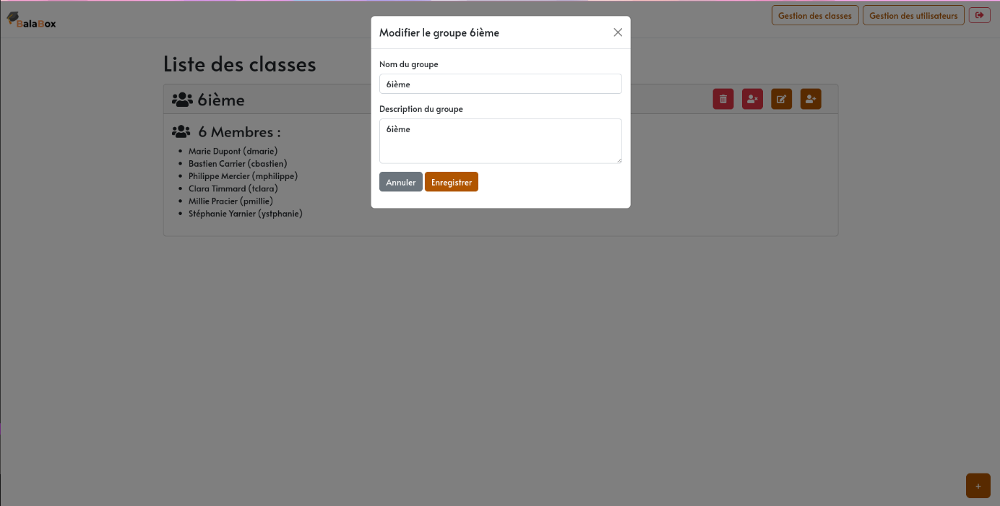 BalaBox
Gestion des classes
Gestion des utilisateurs
Modifier le groupe 6ième
Nom du groupe
6ième
Description du groupe
6ième
Annuler
Enregistrer
Liste des classes
6ième
6 Membres :
Marie Dupont (dmarie)
Bastien Carrier (cbastien)
Philippe Mercier (mphilippe)
Clara Timmard (tclara)
Millie Pracier (pmillie)
Stéphanie Yarnier (ystphanie)
+